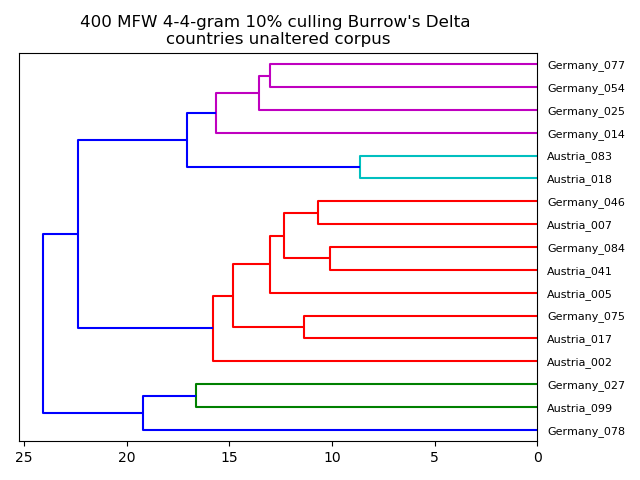 400 MFW 4-4-gram 10% culling Burrow's Delta
countries unaltered corpus
Germany_077
Germany_054
Germany_025
Germany_014
Austria_083
Austria_018
Germany_046
Austria_007
Germany_084
Austria_041
Austria_005
Germany_075
Austria_017
Austria_002
Germany_027
Austria_099
Germany_078
25 20 15 10 5 0